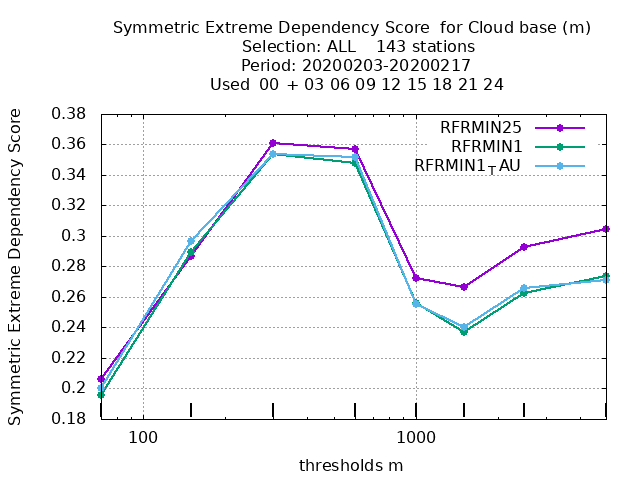 Symmetric Extreme Dependency Score  for Cloud base (m)
Selection: ALL    143 stations
Period: 20200203-20200217
Used  00 + 03 06 09 12 15 18 21 24
Symmetric Extreme Dependency Score
0.38
0.36
0.34
0.32
0.3
0.28
0.26
0.24
0.22
0.2
0.18
RFRMIN25
RFRMIN1
RFRMIN1TAU
100
1000
thresholds m